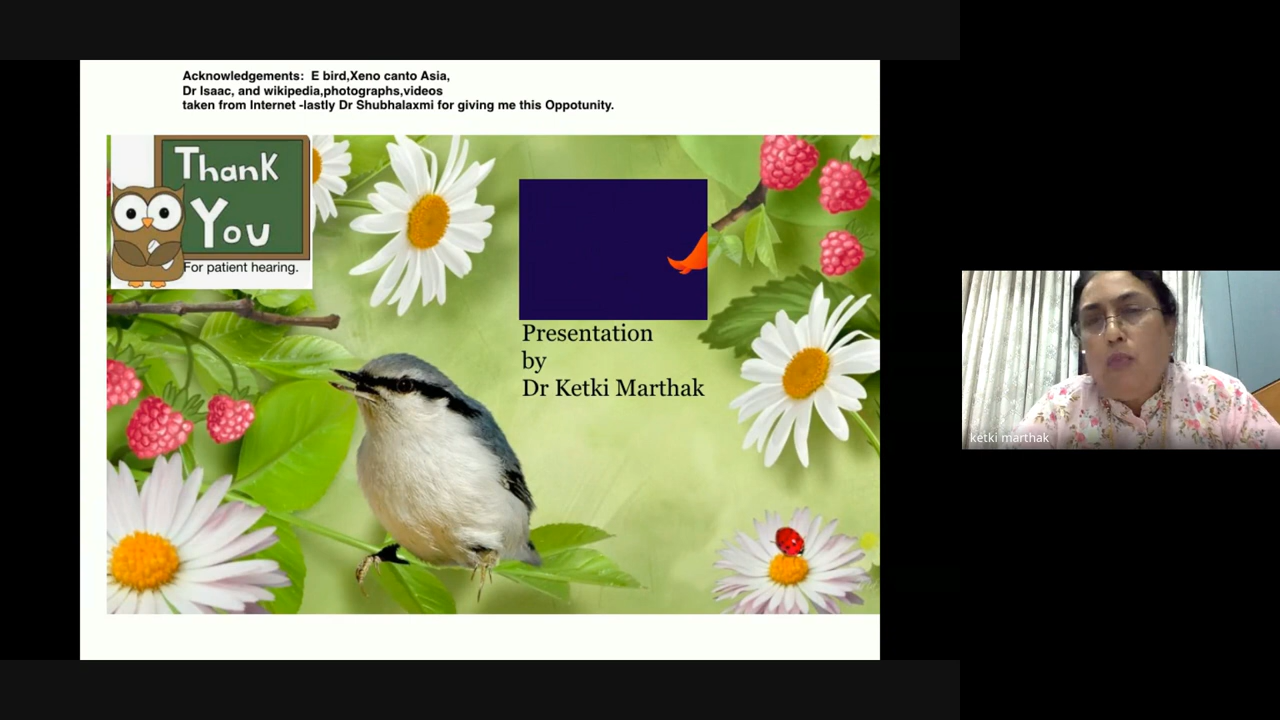 Acknowledgements:  E bird,Xeno canto Asia,
Dr Isaac, and wikipedia,photographs,videos
taken from Internet -lastly Dr Shubhalaxmi for giving me this Oppotunity.
Thank
You
For patient hearing.
Presentation
by
Dr Ketki Marthak
ketki marthak